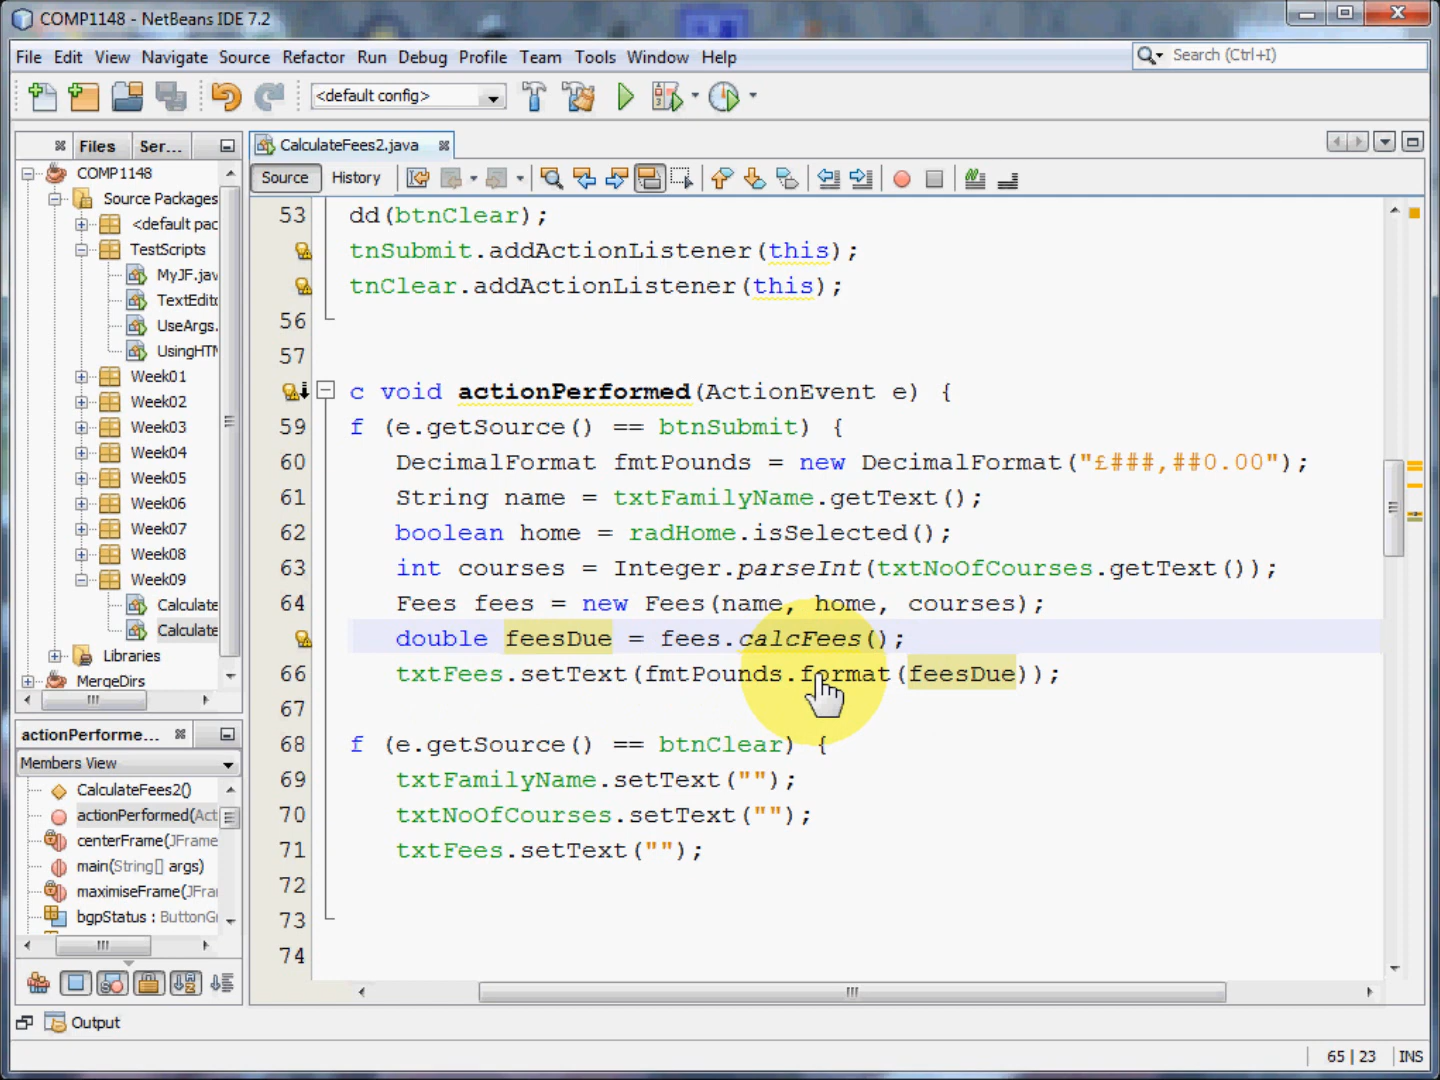 COMP1148 - NetBeans IDE 7.2
File Edit View Navigate Source Refactor Run Debug Profile Team Tools Window Help
Search (Ctrl+I)
<default config>
Files Ser...
CalculateFees2.java
Source History
COMP1148
Source Packages
<default pac
TestScripts
MyJF.jav
TextEdito
UseArgs.
UsingHTM
Week01
Week02
Week03
Week04
Week05
Week06
Week07
Week08
Week09
Calculate
Calculate
Libraries
MergeDirs
actionPerforme...
Members View
CalculateFees2()
actionPerformed(Act
centerFrame(JFrame
main(String[] args)
maximiseFrame(JFra
bgpStatus : ButtonG
53 dd(btnClear);
tnSubmit.addActionListener(this);
tnClear.addActionListener(this);
56
57
c void actionPerformed(ActionEvent e) {
59 f (e.getSource() == btnSubmit) {
60 DecimalFormat fmtPounds = new DecimalFormat("£###,##0.00");
61 String name = txtFamilyName.getText();
62 boolean home = radHome.isSelected();
63 int courses = Integer.parseInt(txtNoOfCourses.getText());
64 Fees fees = new Fees(name, home, courses);
double feesDue = fees.calcFees();
66 txtFees.setText(fmtPounds.format(feesDue));
67
68 f (e.getSource() == btnClear) {
69 txtFamilyName.setText("");
70 txtNoOfCourses.setText("");
71 txtFees.setText("");
72
73
74
Output
65 | 23 INS